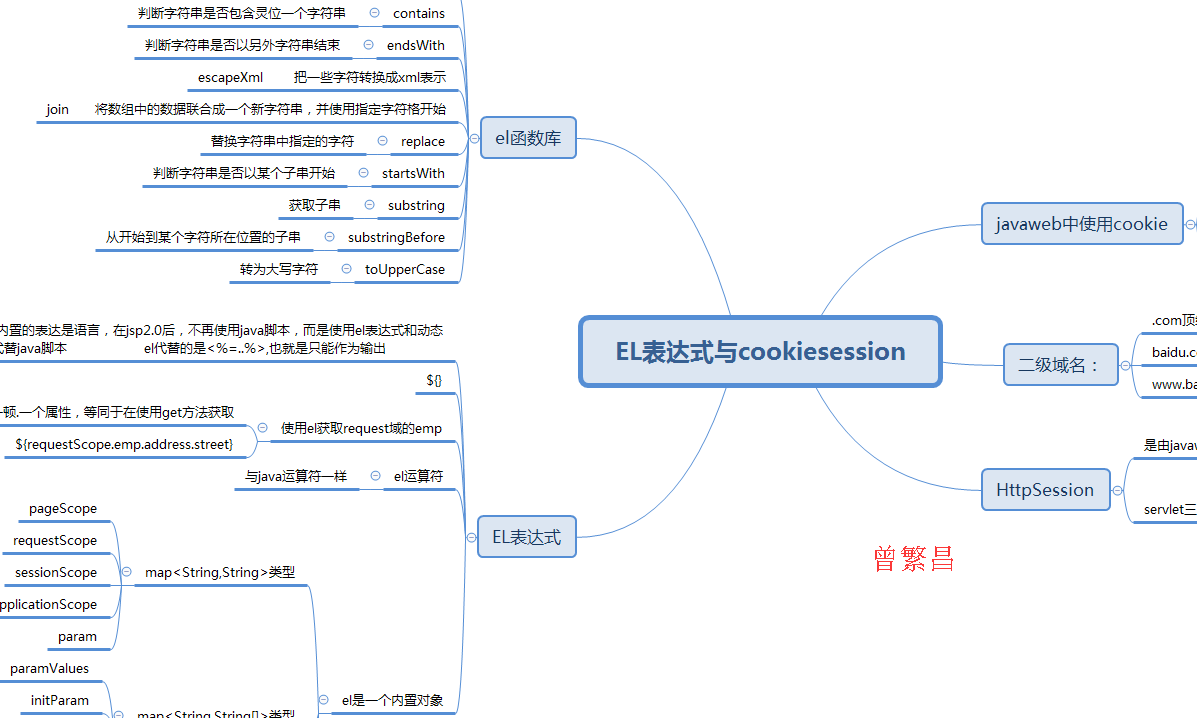 判断字符串是否包含灵位一个字符串 contains
判断字符串是否以另外字符串结束 endsWith
escapeXml 把一些字符转换成xml表示
join 将数组中的数据联合成一个新字符串，并使用指定字符格开始
替换字符串中指定的字符 replace
判断字符串是否以某个子串开始 startsWith
获取子串 substring
从开始到某个字符所在位置的子串 substringBefore
转为大写字符 toUpperCase
el函数库
内置的表达是语言，在jsp2.0后，不再使用java脚本，而是使用el表达式和动态
代替java脚本 el代替的是<%=..%>,也就是只能作为输出
${}
顿.一个属性，等同于在使用get方法获取
${requestScope.emp.address.street}
使用el获取request域的emp
与java运算符一样 el运算符
EL表达式
pageScope
requestScope
sessionScope
pplicationScope
param
map<String,String>类型
paramValues
initParam
map<String,String[]>类型
el是一个内置对象
EL表达式与cookiesession
javaweb中使用cookie
二级域名：
.com顶
baidu.c
www.ba
HttpSession
是由javaw
servlet三
曾繁昌